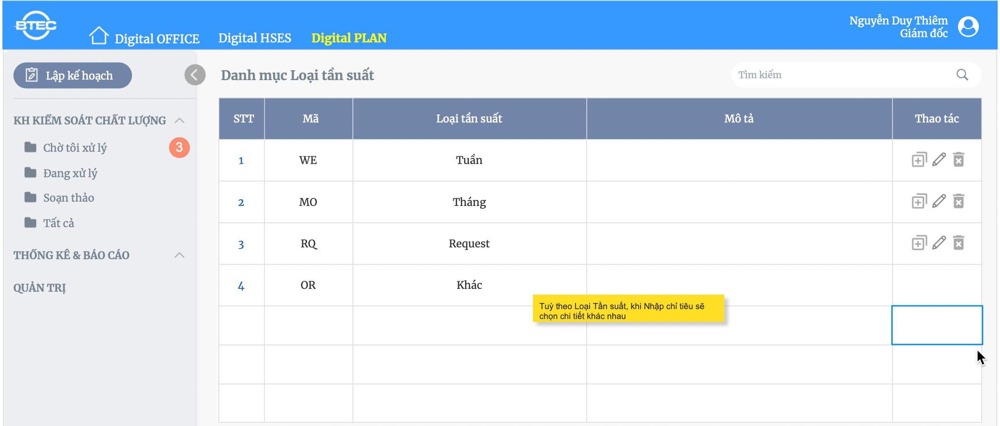 BTEC
Digital OFFICE
Digital HSES
Digital PLAN
Nguyễn Duy Thiêm
Giám đốc
Lập kế hoạch
KH KIỂM SOÁT CHẤT LƯỢNG
Chờ tôi xử lý
3
Đang xử lý
Soạn thảo
Tất cả
THỐNG KÊ & BÁO CÁO
QUẢN TRỊ
Danh mục Loại tần suất
Tìm kiếm
STT Mã Loại tần suất Mô tả Thao tác
1 WE Tuần
2 MO Tháng
3 RQ Request
4 OR Khác
Tuỳ theo Loại Tần suất, khi Nhập chỉ tiêu sẽ
chọn chi tiết khác nhau